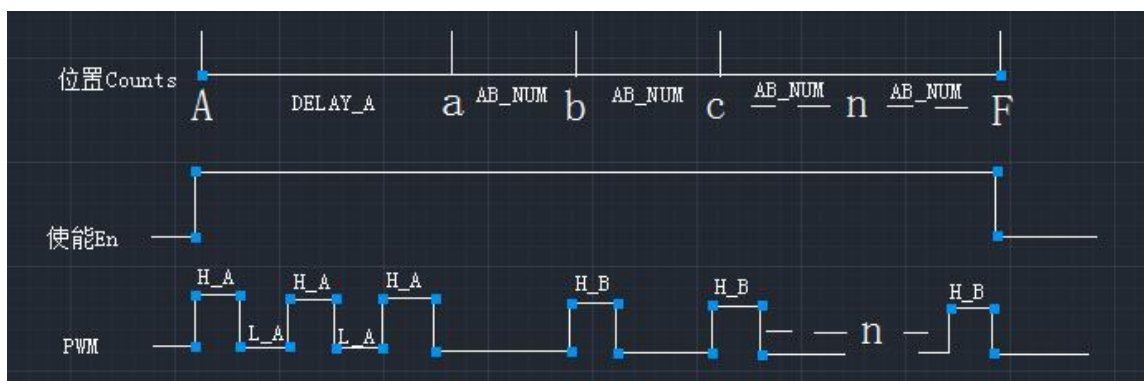 位置Counts
A DELAY_A a AB_NUM b AB_NUM c AB_NUM n AB_NUM F
使能En
H_A H_A H_A H_B H_B H_B
L_A L_A n
PWM